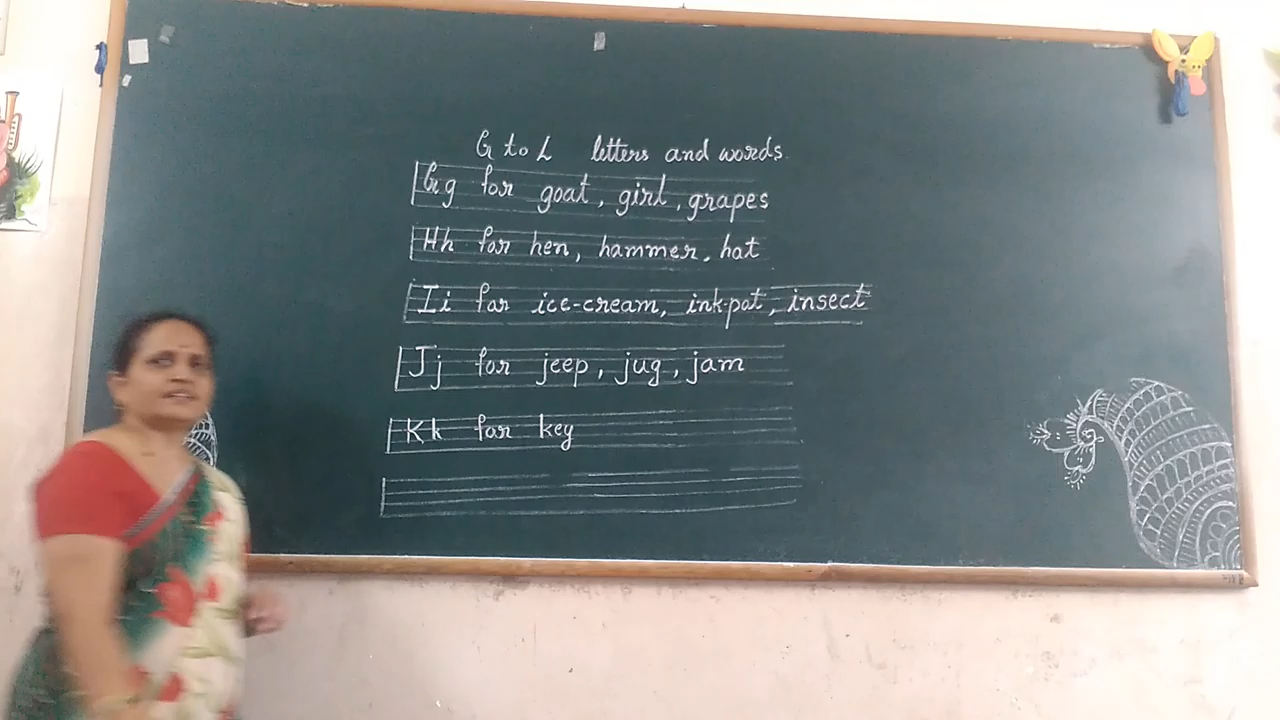 G to L letters and words.
Gg for goat, girl, grapes
Hh for hen, hammer, hat
Ii for ice-cream, ink-pot, insect
Jj for jeep, jug, jam
Kk for key